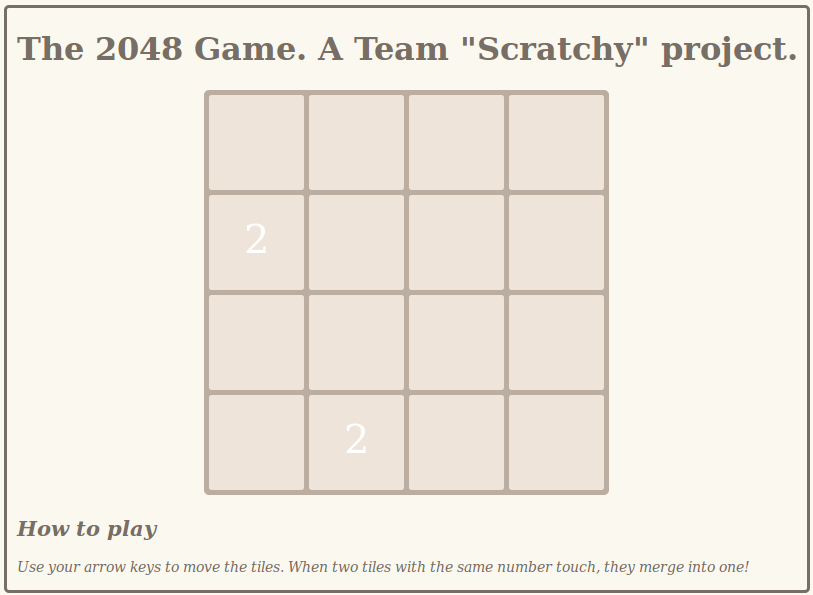 The 2048 Game. A Team "Scratchy" project.
2
2
How to play
Use your arrow keys to move the tiles. When two tiles with the same number touch, they merge into one!